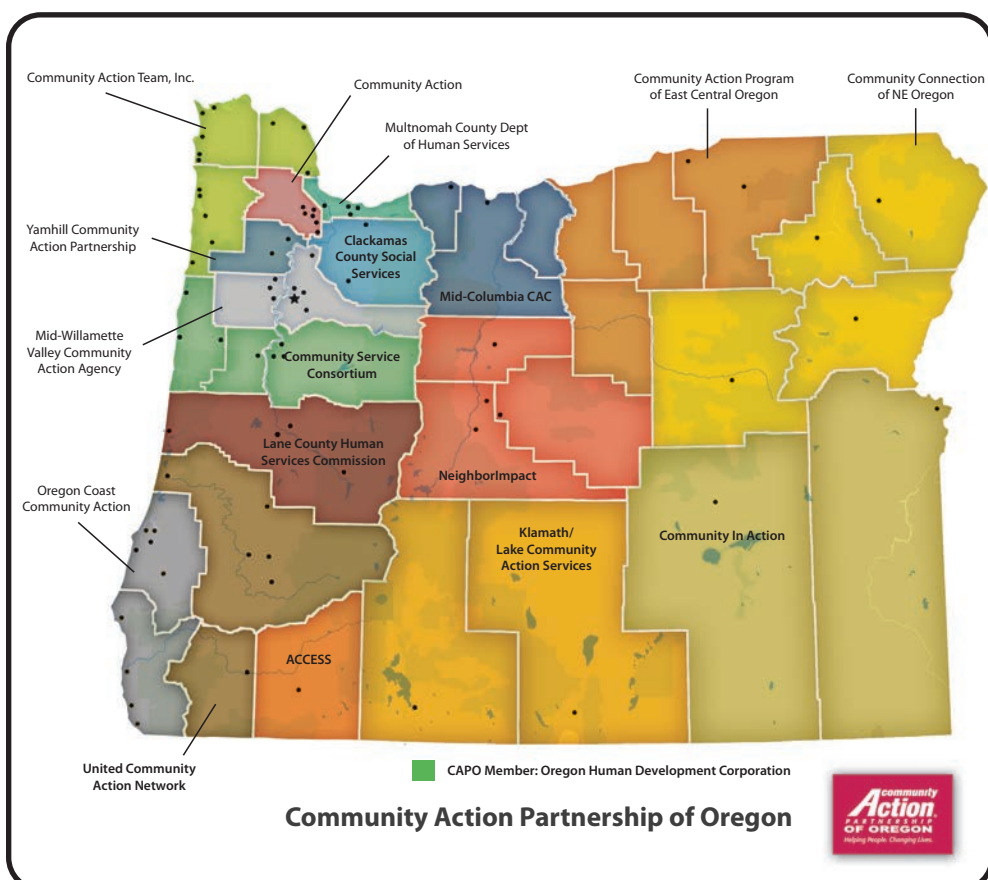 Community Action Team, Inc.
Community Action
Community Action Program
of East Central Oregon
Community Connection
of NE Oregon
Multnomah County Dept
of Human Services
Yamhill Community
Action Partnership
Clackamas
County Social
Services
Mid-Columbia CAC
Mid-Willamette
Valley Community
Action Agency
Community Service
Consortium
Lane County Human
Services Commission
NeighborImpact
Oregon Coast
Community Action
Klamath/
Lake Community
Action Services
Community In Action
ACCESS
United Community
Action Network
CAPO Member: Oregon Human Development Corporation
Community Action Partnership of Oregon
community
Action
PARTNERSHIP
OF OREGON
Helping People. Changing Lives.